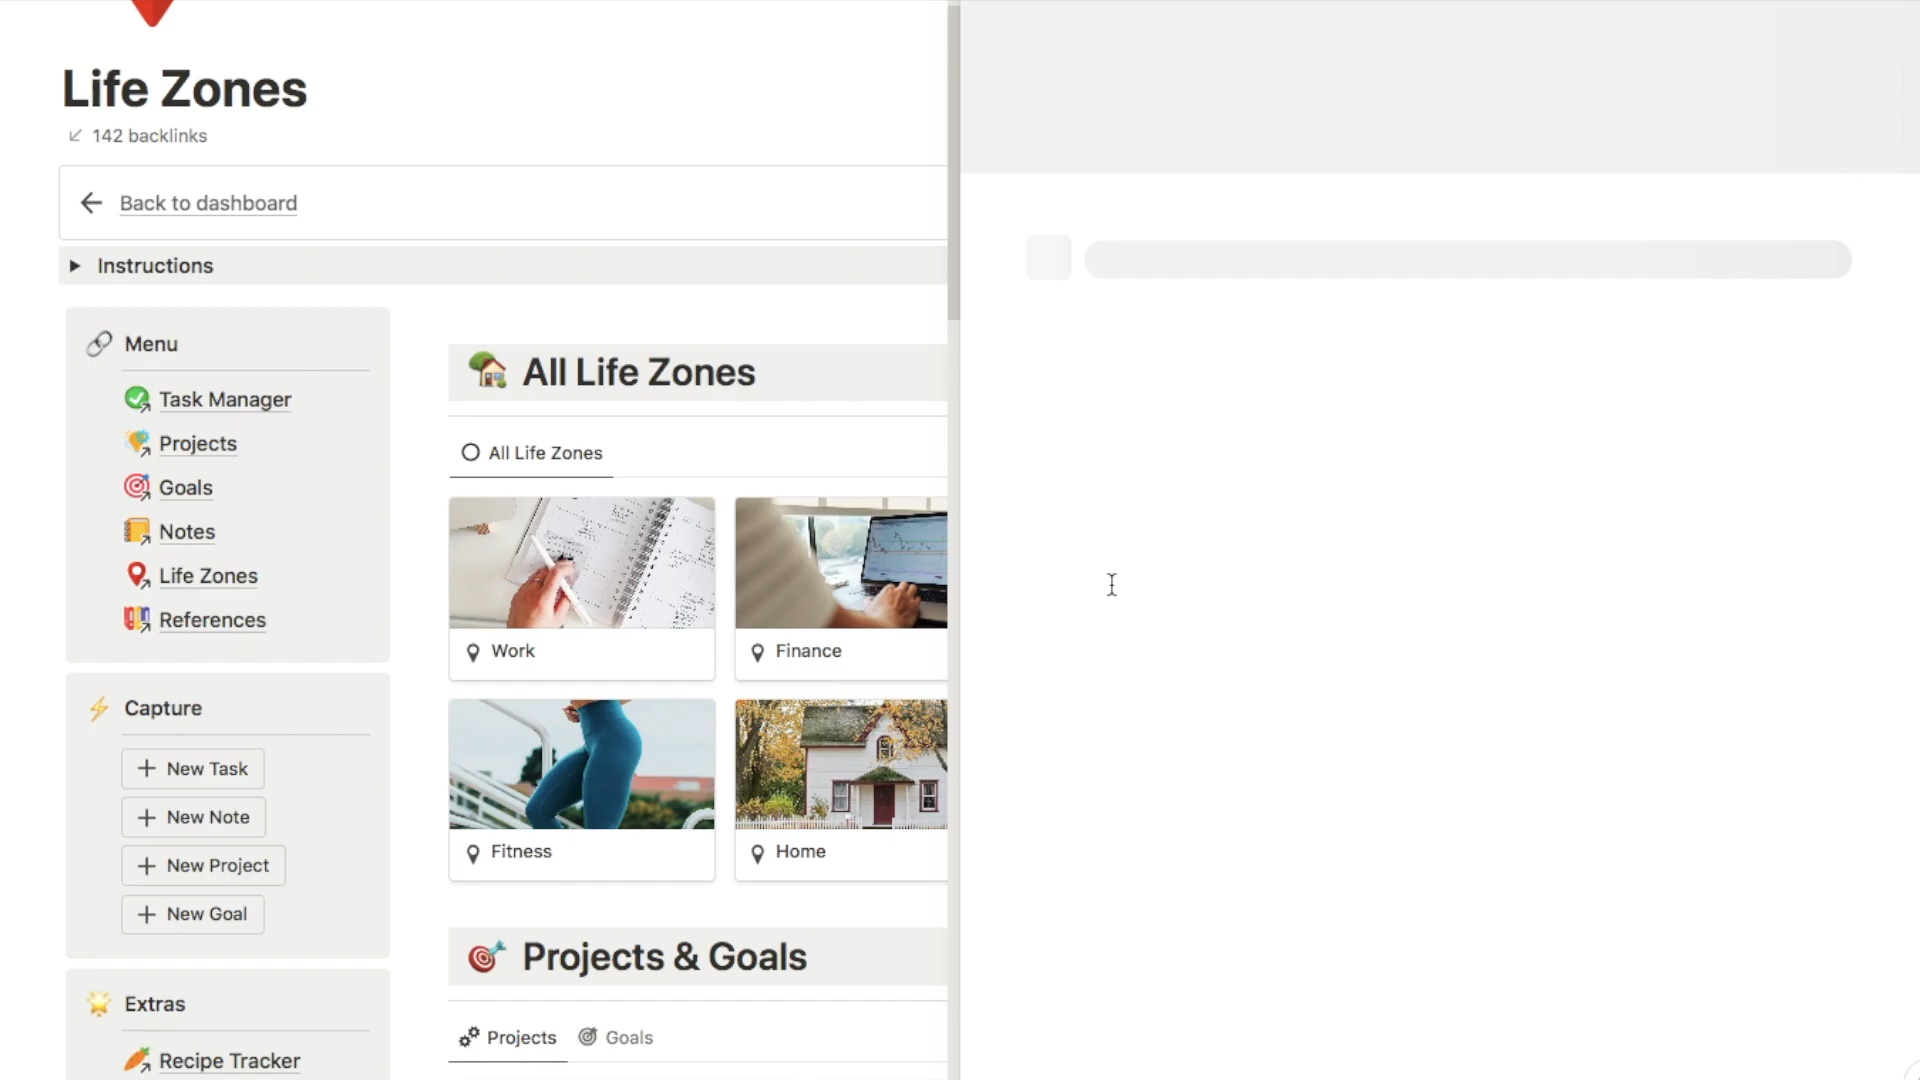 Life Zones
142 backlinks
Back to dashboard
Instructions
Menu
Task Manager
Projects
Goals
Notes
Life Zones
References
Capture
New Task
New Note
New Project
New Goal
Extras
Recipe Tracker
All Life Zones
All Life Zones
Work
Finance
Fitness
Home
Projects & Goals
Projects
Goals